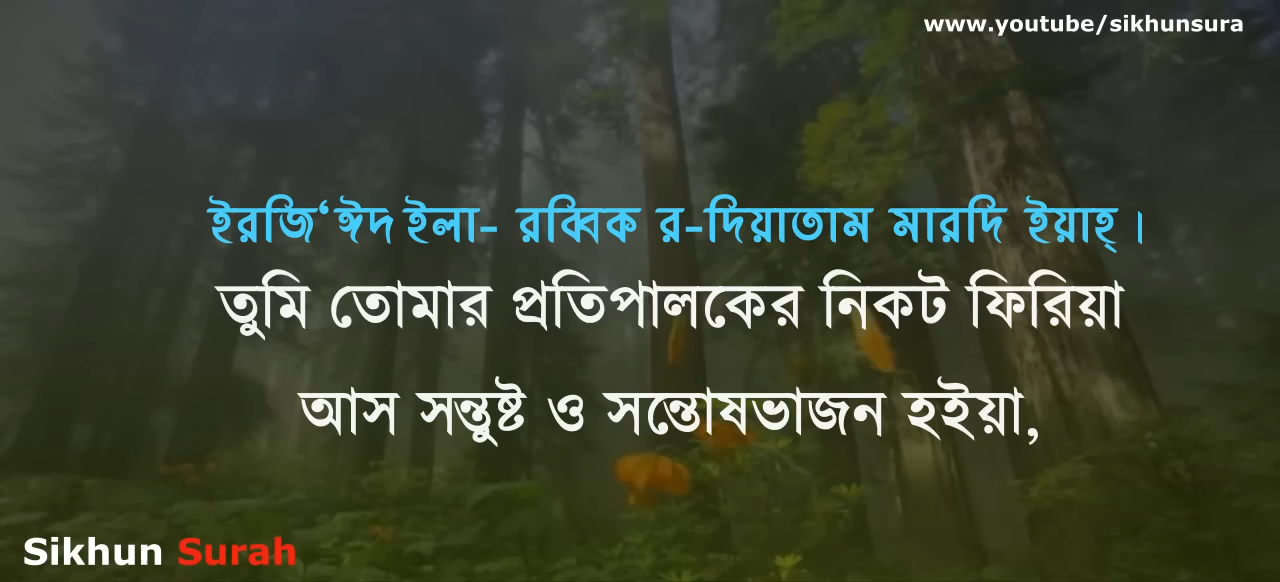 www.youtube/sikhunsura
ইরজি‘ঈদ ইলা- রব্বিক র-দিয়াতাম মারদি ইয়াহ্।
তুমি তোমার প্রতিপালকের নিকট ফিরিয়া
আস সন্তুষ্ট ও সন্তোষভাজন হইয়া,
Sikhun Surah